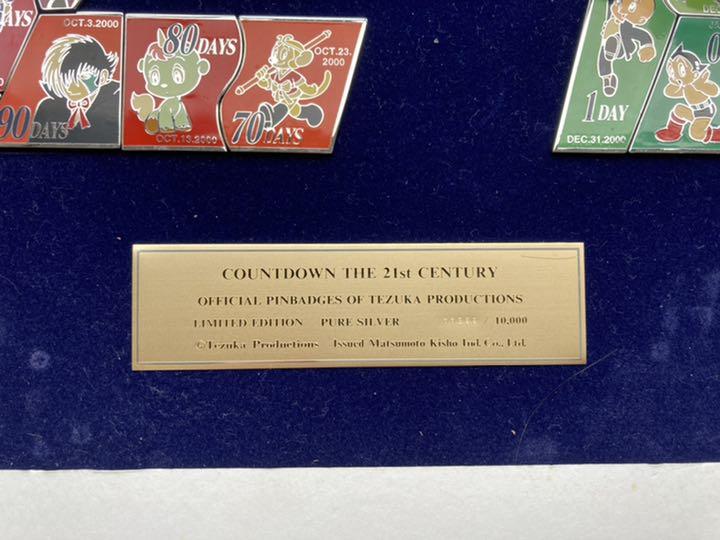 AYS
OCT.3.2000
90DAYS
80DAYS
OCT.13.2000
OCT.23.
2000
70DAYS
1DAY
DEC.31.2000
0
COUNTDOWN THE 21st CENTURY
OFFICIAL PINBADGES OF TEZUKA PRODUCTIONS
LIMITED EDITION PURE SILVER / 10,000
©Tezuka Productions Issued Matsumoto Kisho Ind. Co., Ltd.